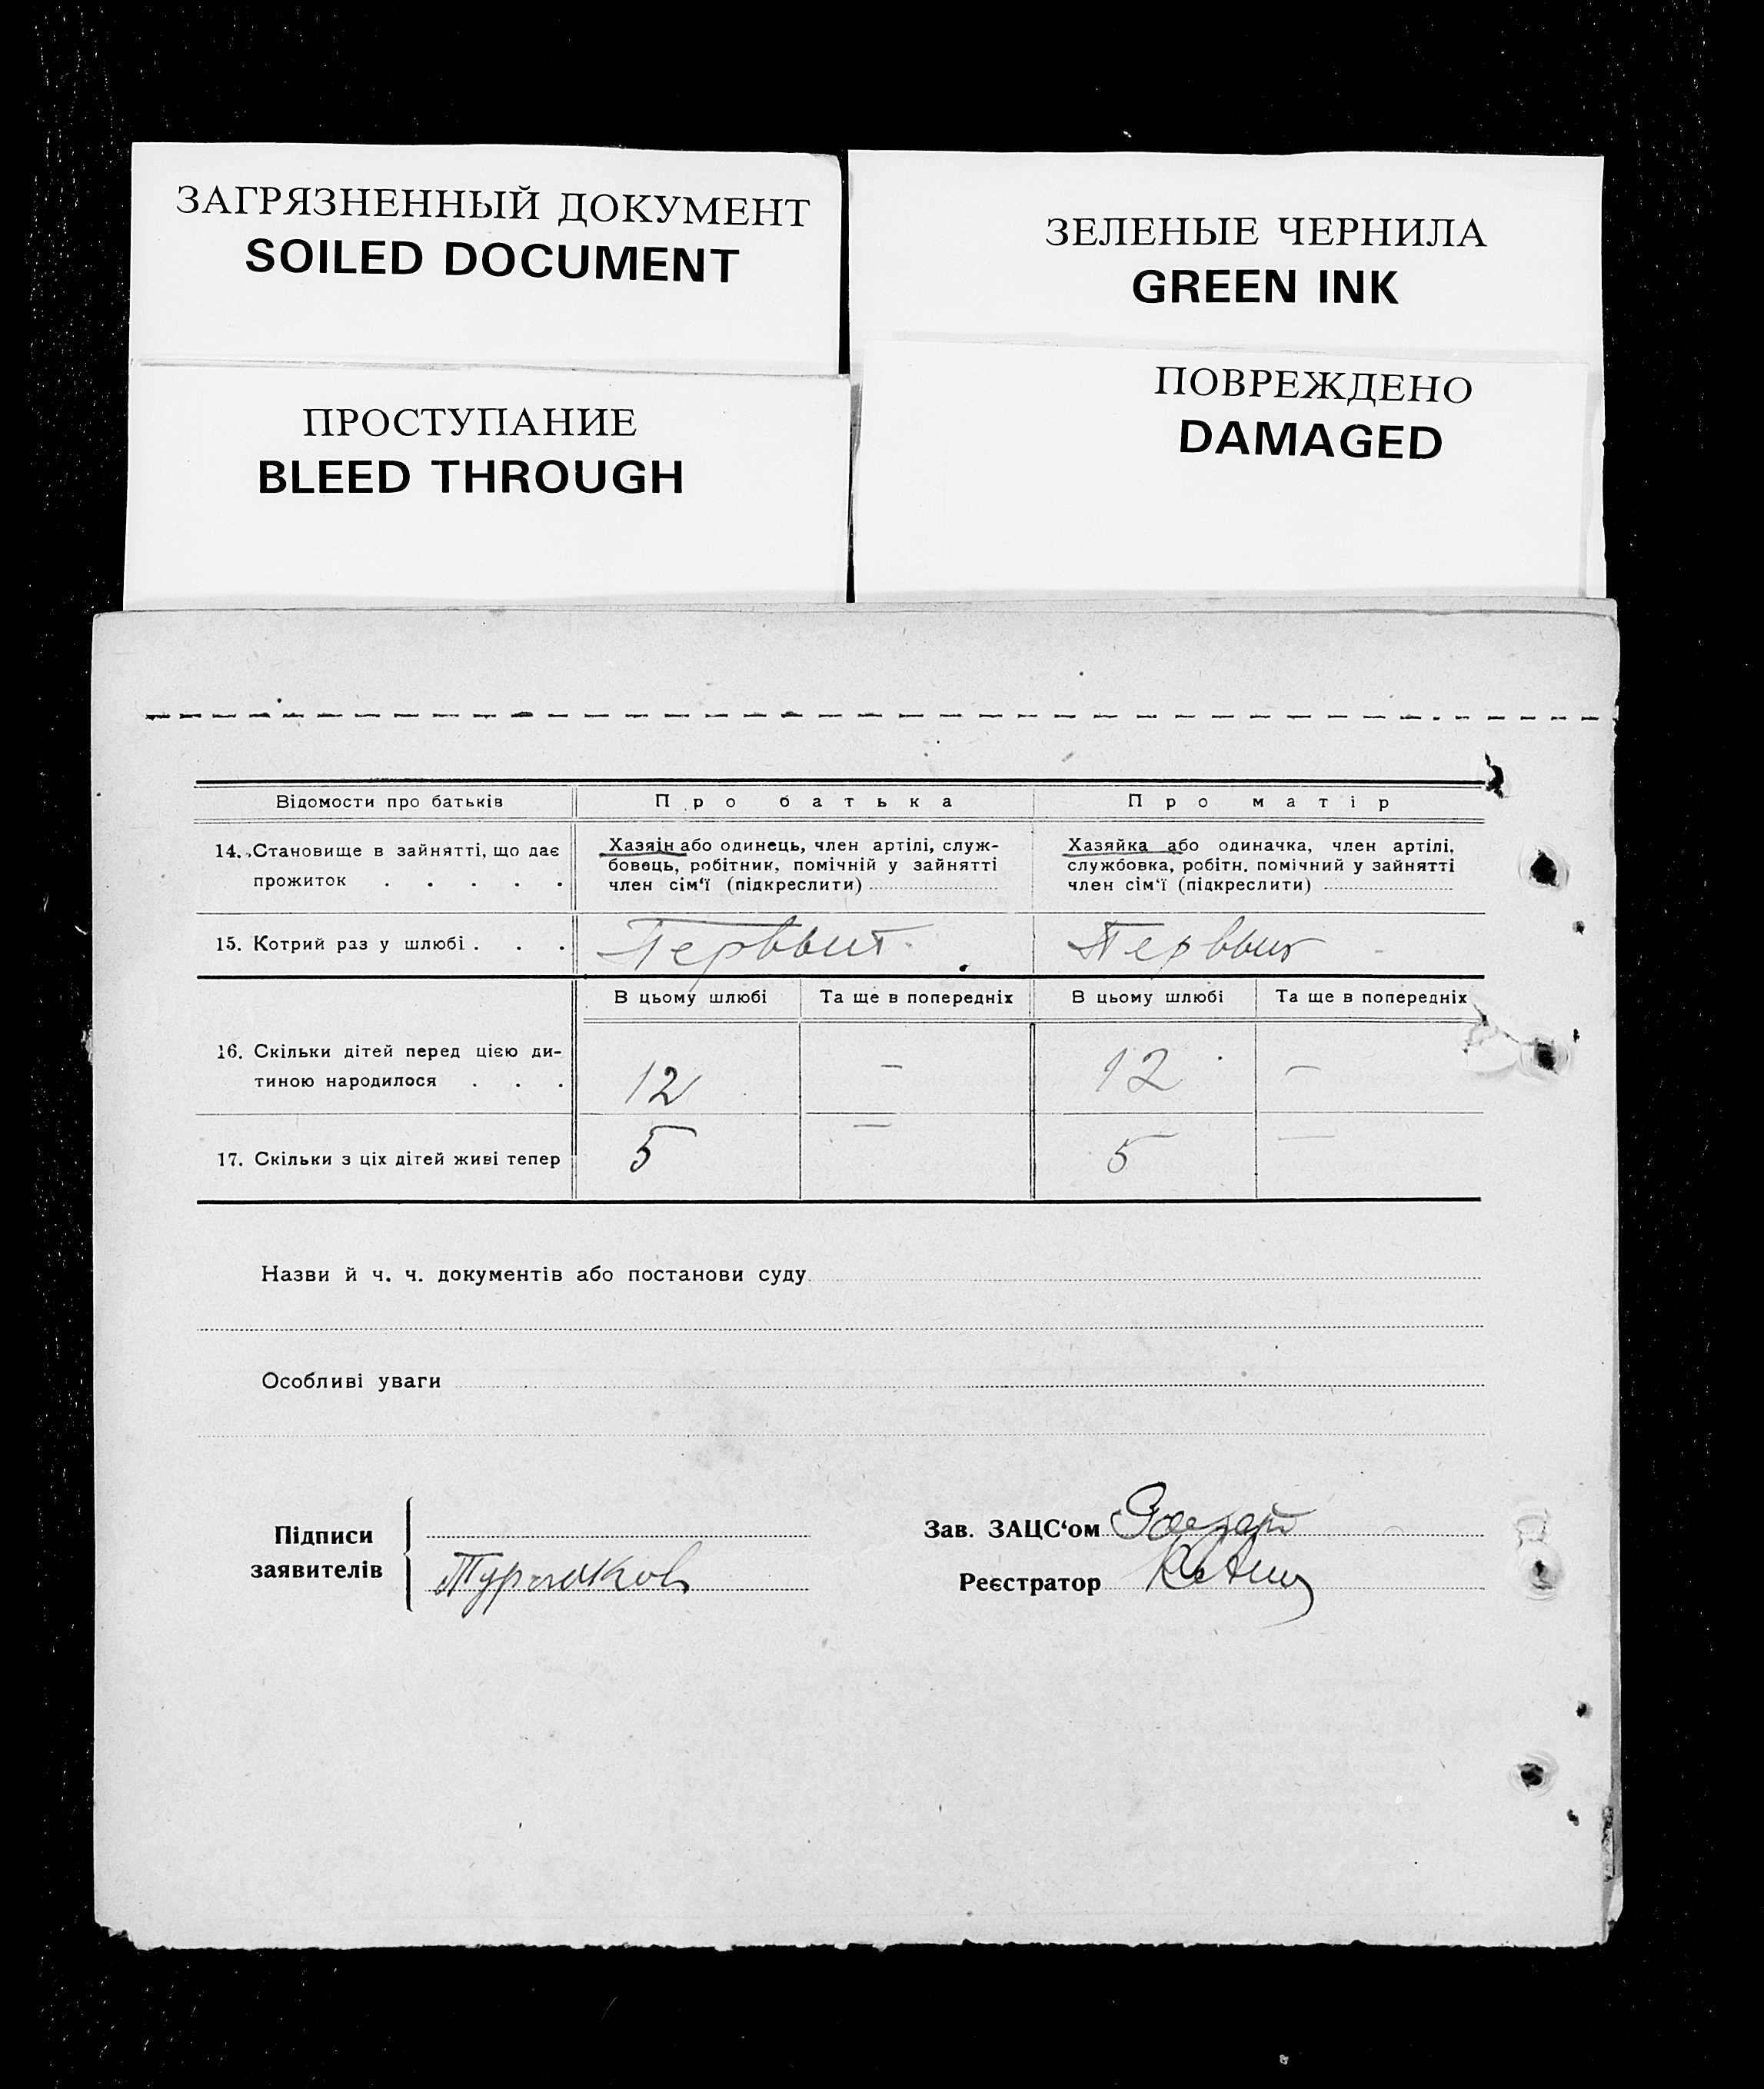 ЗАГРЯЗНЕННЫЙ ДОКУМЕНТ
SOILED DOCUMENT
ЗЕЛЕНЫЕ ЧЕРНИЛА
GREEN INK
ПРОСТУПАНИЕ
BLEED THROUGH
ПОВРЕЖДЕНО
DAMAGED
Відомости про батьків Про батька Про матір
14. Становище в зайнятті, що дає Хазяїн або одинець, член артілі, служ- Хазяйка або одиначка, член артілі,
бовець, робітник, помічній у зайнятті службовка, робітн. помічний у зайнятті
прожиток . . . . . член сім'ї (підкреслити) член сім'ї (підкреслити)
15. Котрий раз у шлюбі . . .
В цьому шлюбі Та ще в попередніх В цьому шлюбі Та ще в попередніх
16. Скільки дітей перед цією ди-
тиною народилося . . . 12 — 12 —
17. Скільки з ціх дітей живі тепер 5 — 5 —
Назви й ч. ч. документів або постанови суду
Особливі уваги
Підписи
заявителів
Зав. ЗАЦС'ом
Реєстратор